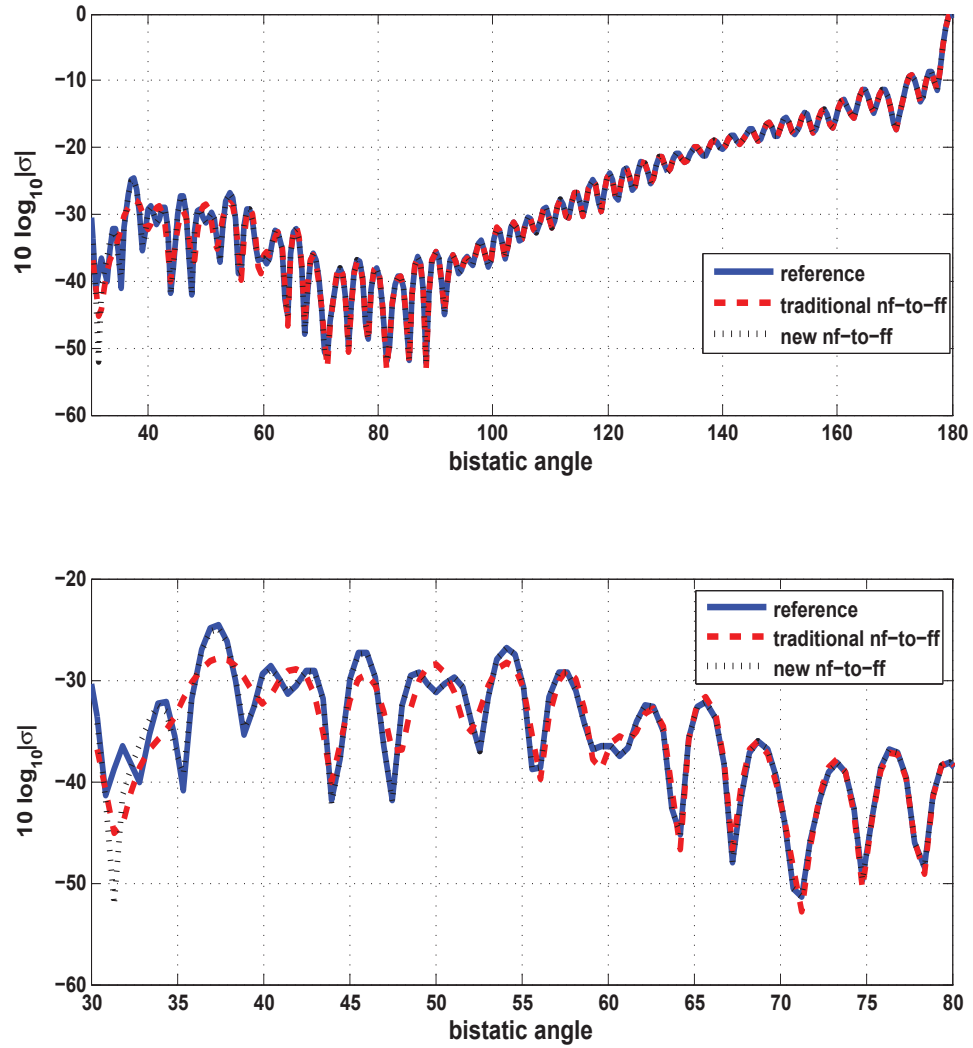 0
−10
−20
−30
−40
−50
−60
10 log10|σ|
reference
traditional nf−to−ff
new nf−to−ff
40 60 80 100 120 140 160 180
bistatic angle
−20
−30
−40
−50
−60
10 log10|σ|
reference
traditional nf−to−ff
new nf−to−ff
30 35 40 45 50 55 60 65 70 75 80
bistatic angle